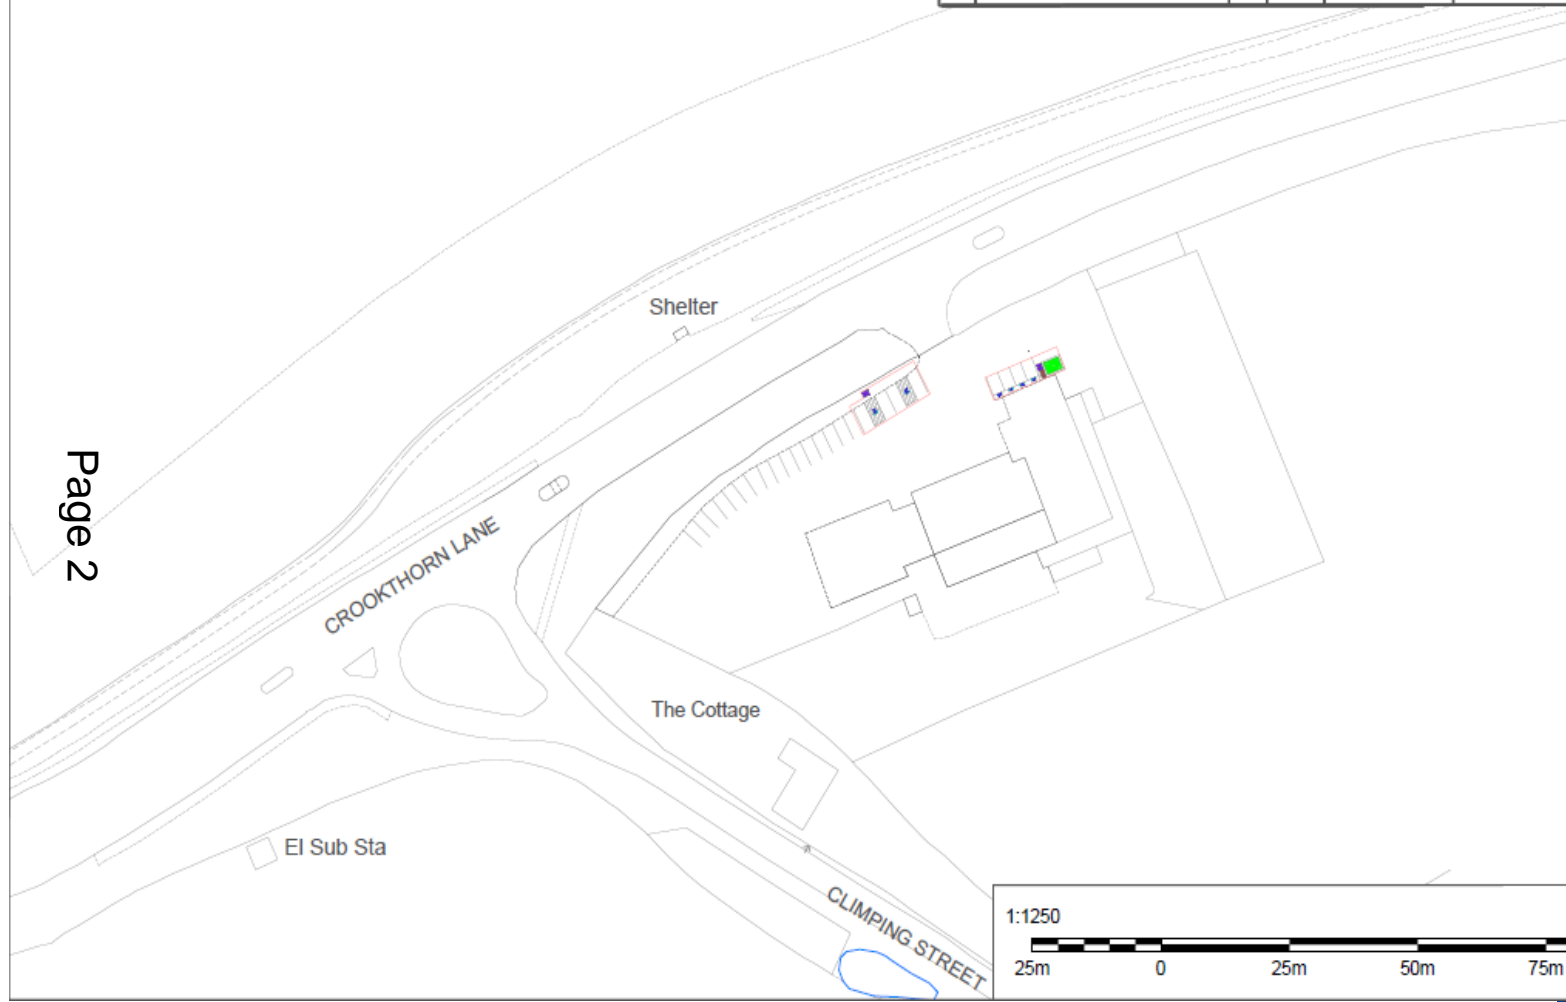 Shelter
Page 2
CROOKTHORN LANE
The Cottage
El Sub Sta
CLIMPING STREET
1:1250
25m 0 25m 50m 75m